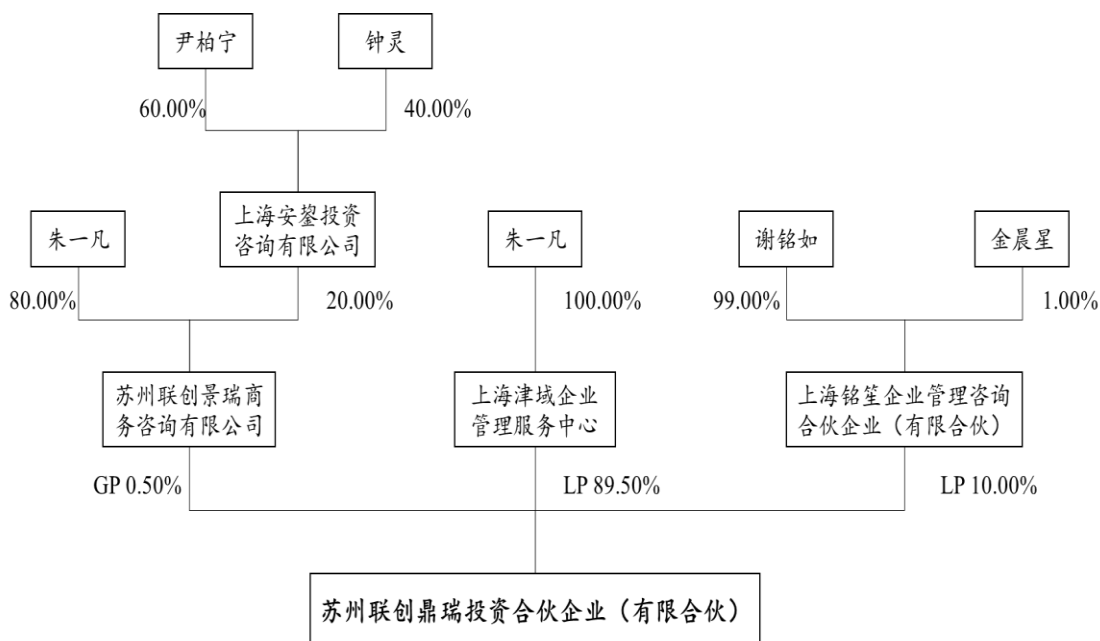 尹柏宁
钟灵
60.00%
40.00%
朱一凡
上海安鋆投资
咨询有限公司
朱一凡
谢铭如
金晨星
80.00%
20.00%
100.00%
99.00%
1.00%
苏州联创景瑞商
务咨询有限公司
上海津域企业
管理服务中心
上海铭笙企业管理咨询
合伙企业（有限合伙）
GP 0.50%
LP 89.50%
LP 10.00%
苏州联创鼎瑞投资合伙企业（有限合伙）